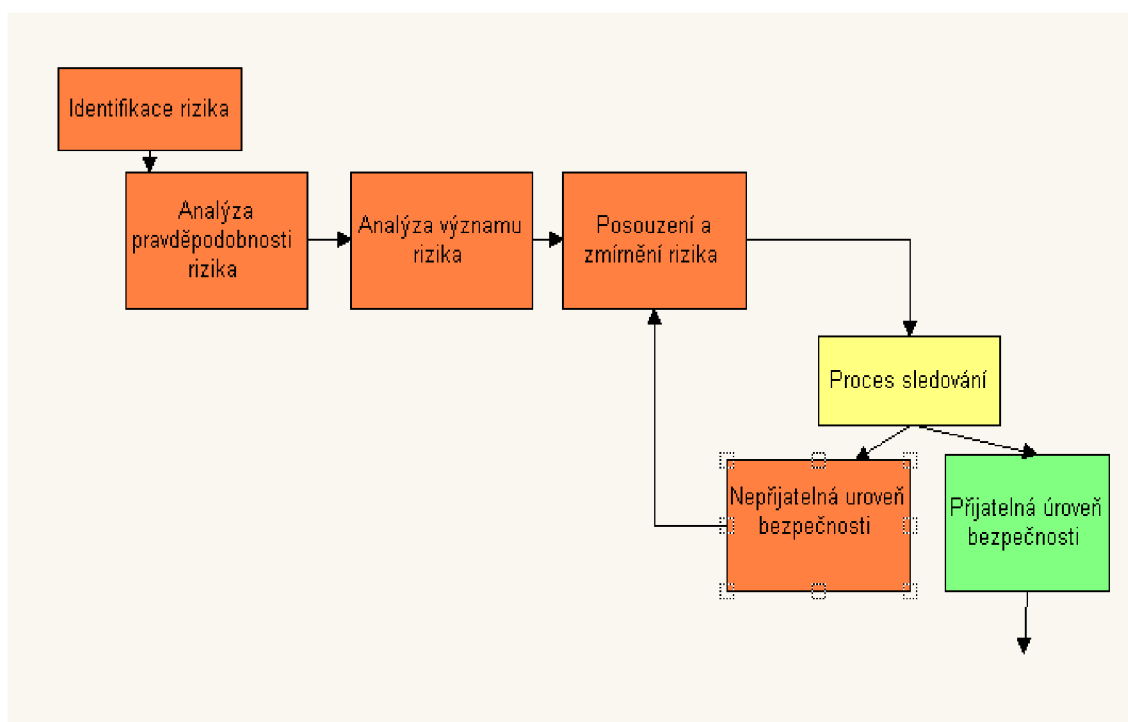 Identifikace rizika
Analýza
pravděpodobnosti
rizika
Analýza významu
rizika
Posouzení a
zmírnění rizika
Proces sledování
Nepřijatelná uroveň
bezpečnosti
Přijatelná úroveň
bezpečnosti